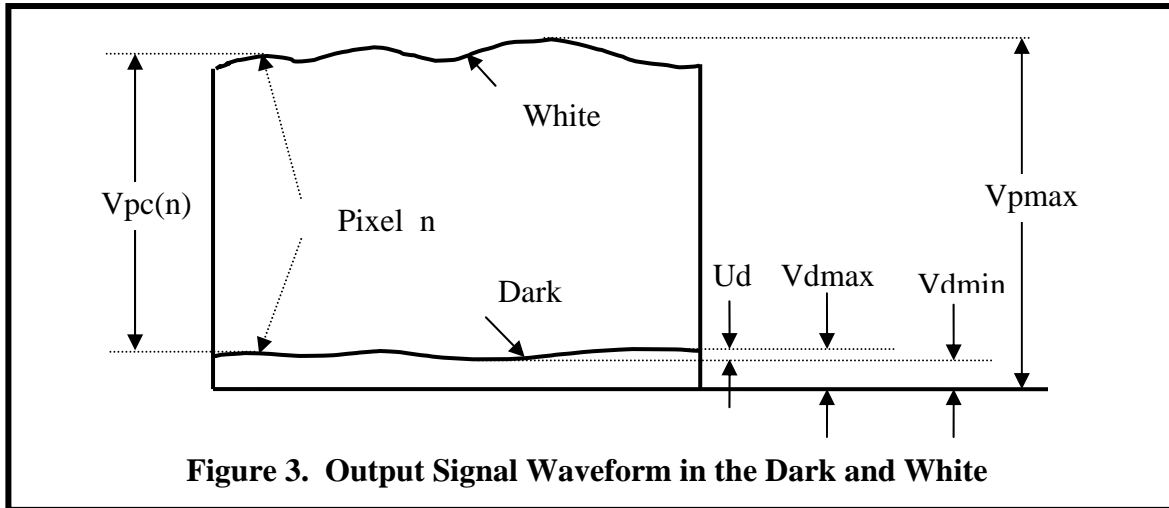 White
Vpc(n)
Pixel n
Vpmax
Dark
Ud
Vdmax
Vdmin
Figure 3. Output Signal Waveform in the Dark and White